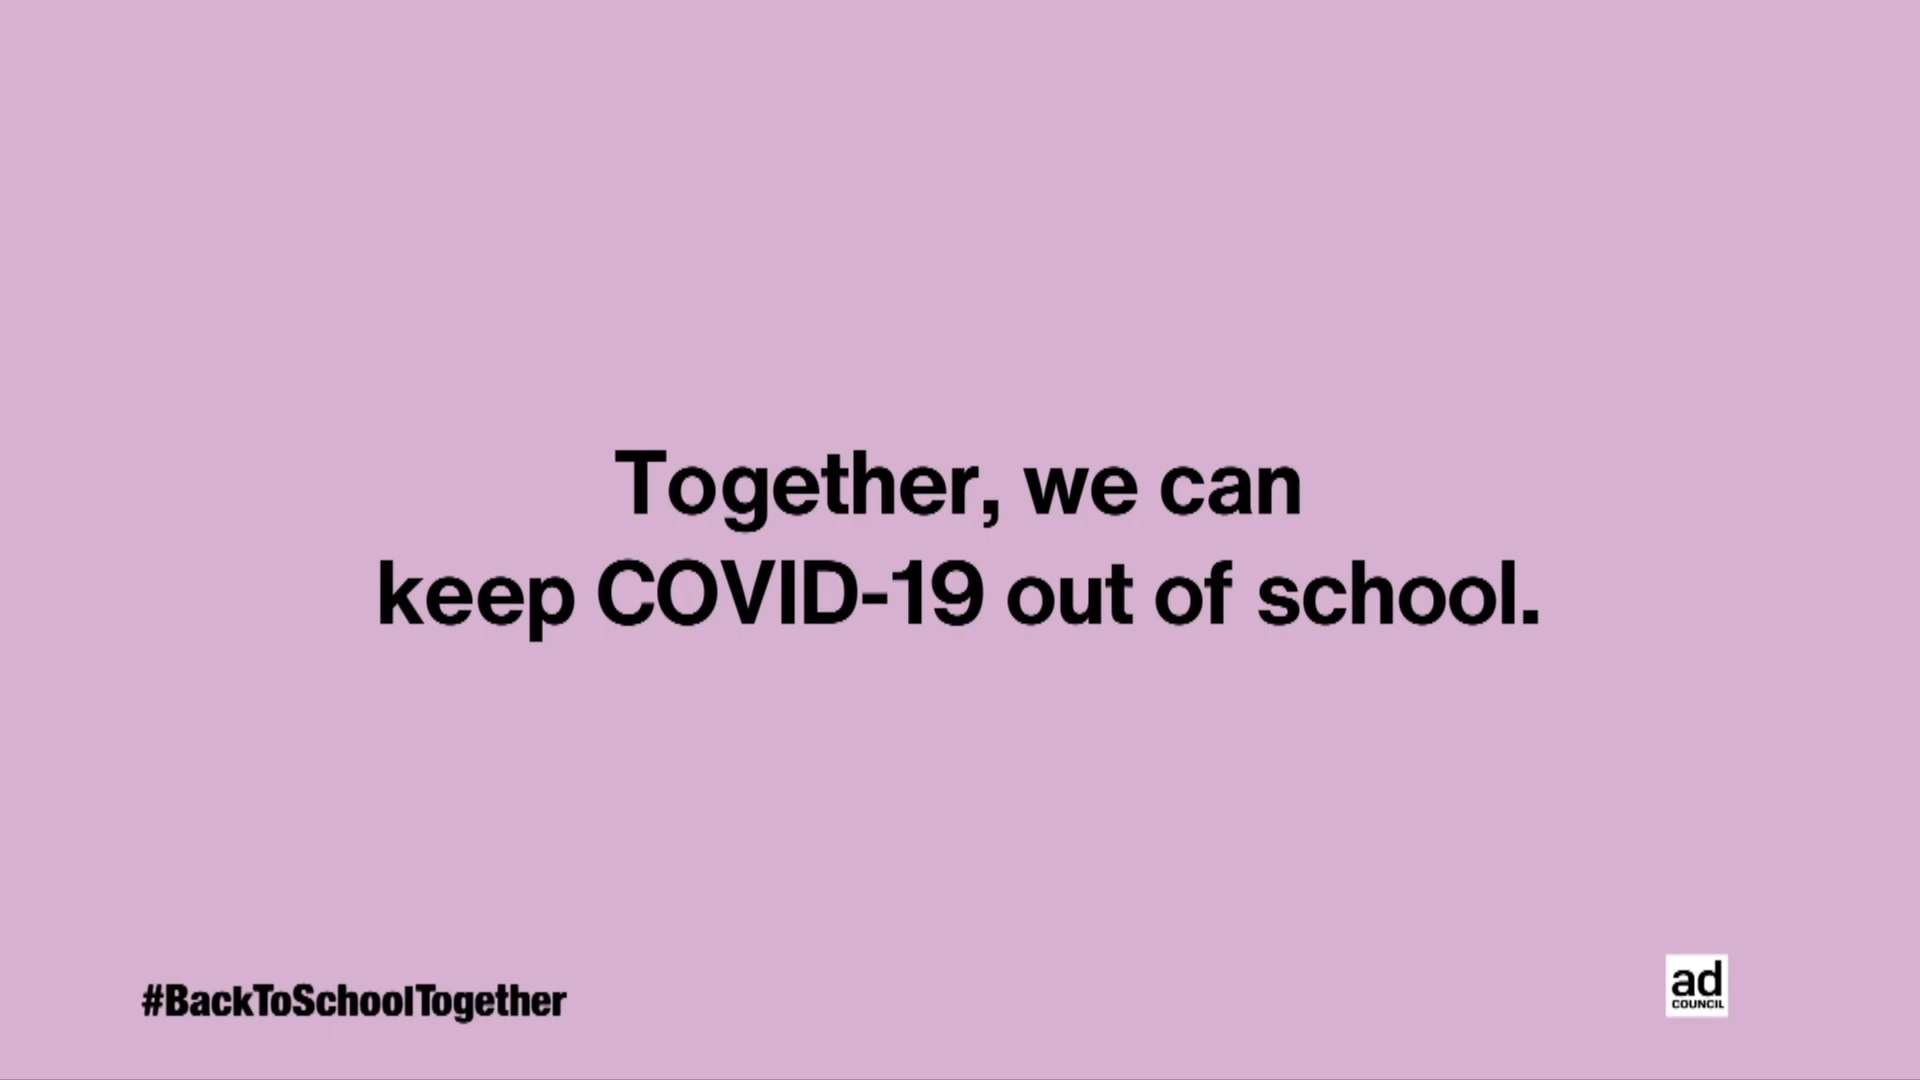 Together, we can
keep COVID-19 out of school.
#BackToSchoolTogether
ad
COUNCIL